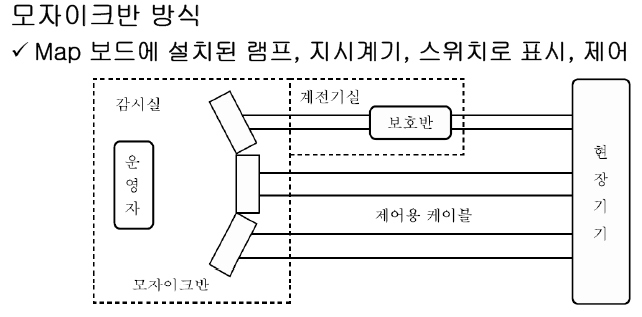 모자이크반 방식
✓ Map 보드에 설치된 램프, 지시계기, 스위치로 표시, 제어
감시실
계전기실
보호반
운영자
현장기기
제어용 케이블
모자이크반